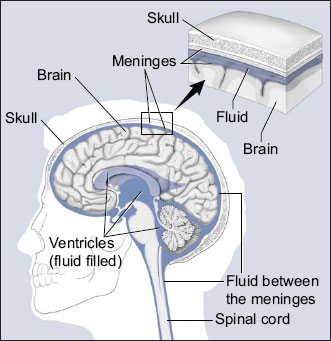 Skull
Meninges
Brain
Skull
Fluid
Brain
Ventricles
(fluid filled)
Fluid between
the meninges
Spinal cord